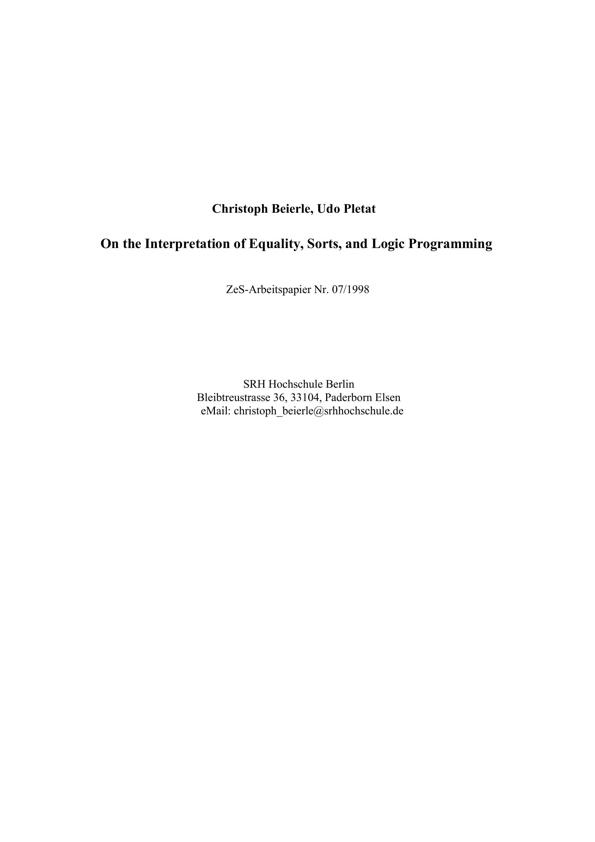 Christoph Beierle, Udo Pletat
On the Interpretation of Equality, Sorts, and Logic Programming
ZeS-Arbeitspapier Nr. 07/1998
SRH Hochschule Berlin
Bleibtreustrasse 36, 33104, Paderborn Elsen
eMail: christoph_beierle@srhhochschule.de